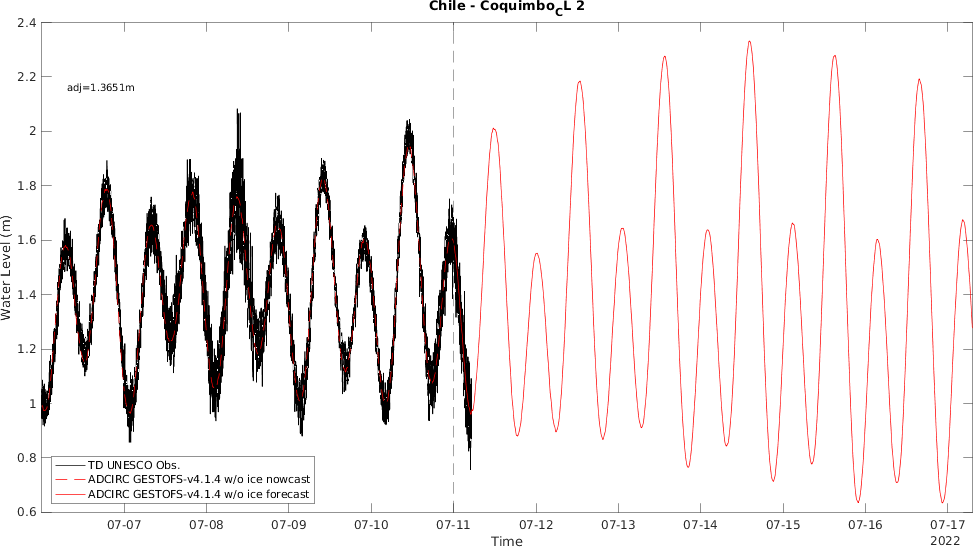 Chile - Coquimbo_CL 2
adj=1.3651m
Water Level (m)
2.4
2.2
2
1.8
1.6
1.4
1.2
1
0.8
0.6
TD UNESCO Obs.
ADCIRC GESTOFS-v4.1.4 w/o ice nowcast
ADCIRC GESTOFS-v4.1.4 w/o ice forecast
07-07 07-08 07-09 07-10 07-11 07-12 07-13 07-14 07-15 07-16 07-17
Time
2022